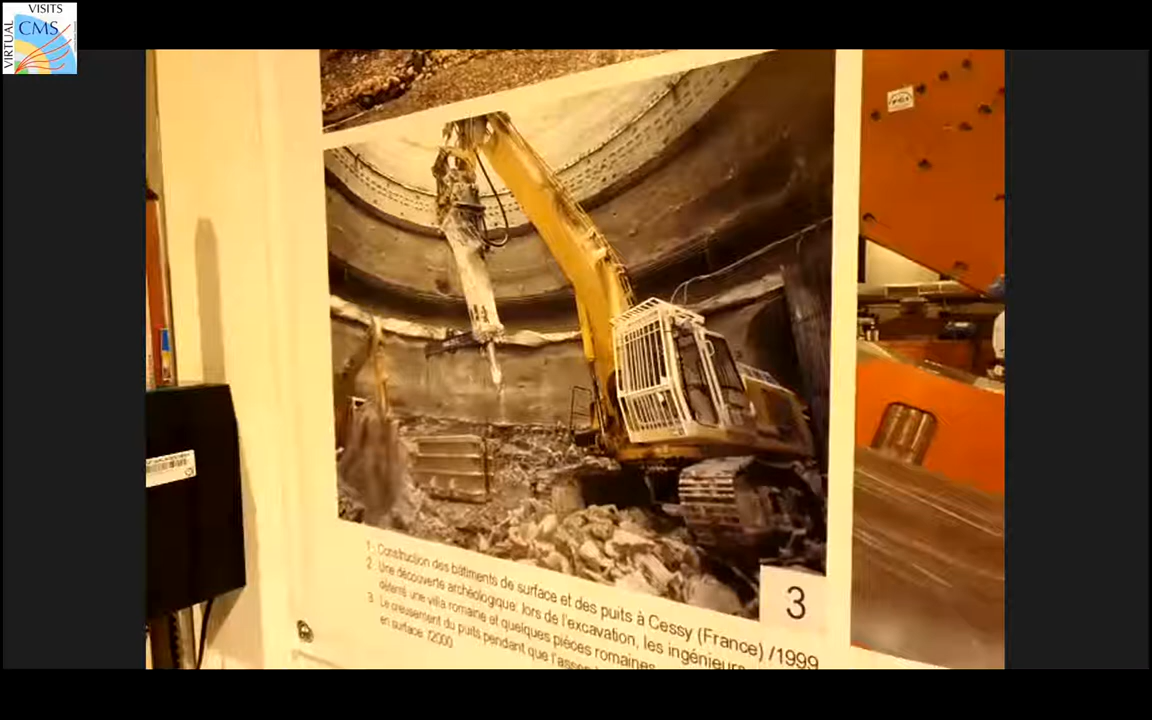 VISITS
VIRTUAL
CMS
3
1. Construction des bâtiments de surface et des puits à Cessy (France) /1999
2. Une découverte archéologique: lors de l'excavation, les ingénieurs
déterré une villa romaine et quelques pièces romaines
3. Le creusement du puits pendant que l'assem
en surface /2000